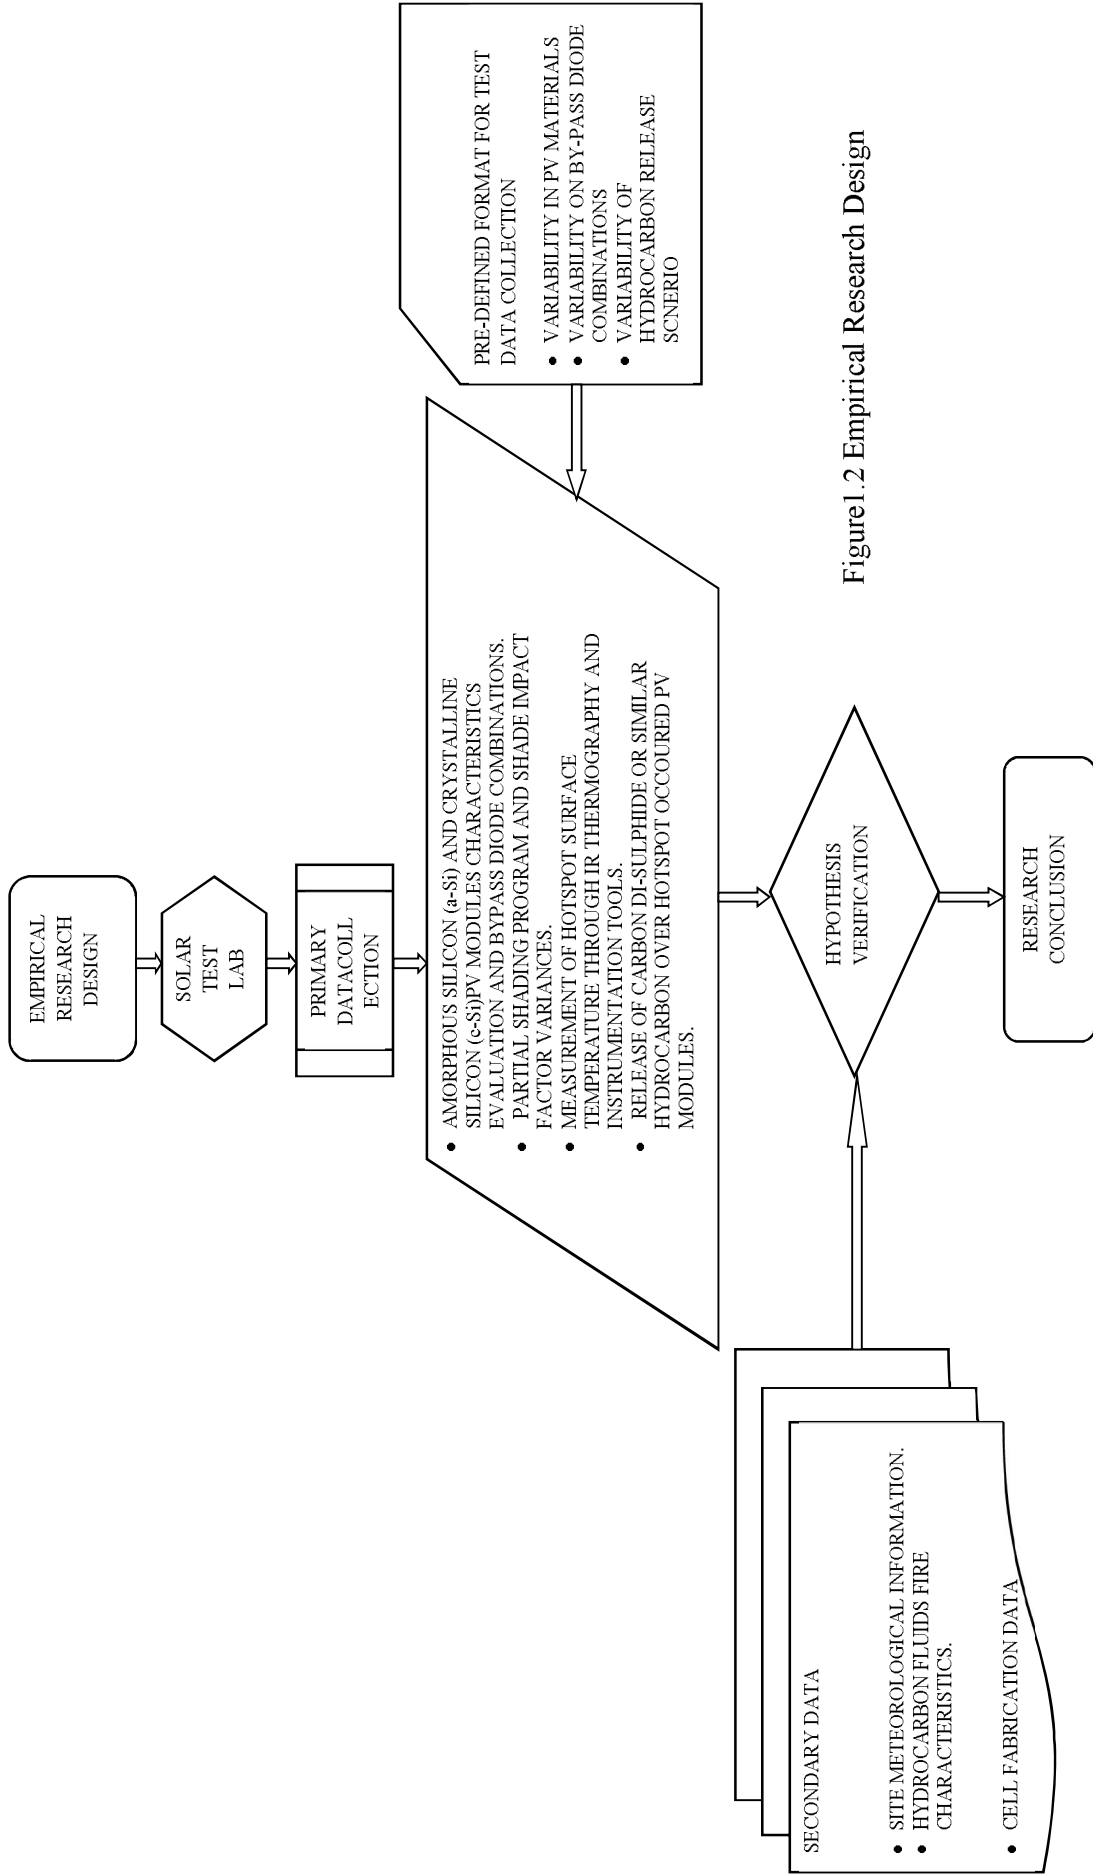 EMPIRICAL
RESEARCH
DESIGN
SOLAR
TEST
LAB
PRIMARY
DATACOLL
ECTION
• AMORPHOUS SILICON (a-Si) AND CRYSTALLINE
SILICON (c-Si)PV MODULES CHARACTERISTICS
EVALUATION AND BYPASS DIODE COMBINATIONS.
• PARTIAL SHADING PROGRAM AND SHADE IMPACT
FACTOR VARIANCES.
• MEASUREMENT OF HOTSPOT SURFACE
TEMPERATURE THROUGH IR THERMOGRAPHY AND
INSTRUMENTATION TOOLS.
• RELEASE OF CARBON DI-SULPHIDE OR SIMILAR
HYDROCARBON OVER HOTSPOT OCCOURED PV
MODULES.
PRE-DEFINED FORMAT FOR TEST
DATA COLLECTION
• VARIABILITY IN PV MATERIALS
• VARIABILITY ON BY-PASS DIODE
COMBINATIONS
• VARIABILITY OF
HYDROCARBON RELEASE
SCNERIO
SECONDARY DATA
• SITE METEOROLOGICAL INFORMATION.
• HYDROCARBON FLUIDS FIRE
CHARACTERISTICS.
• CELL FABRICATION DATA
HYPOTHESIS
VERIFICATION
RESEARCH
CONCLUSION
Figure1.2 Empirical Research Design